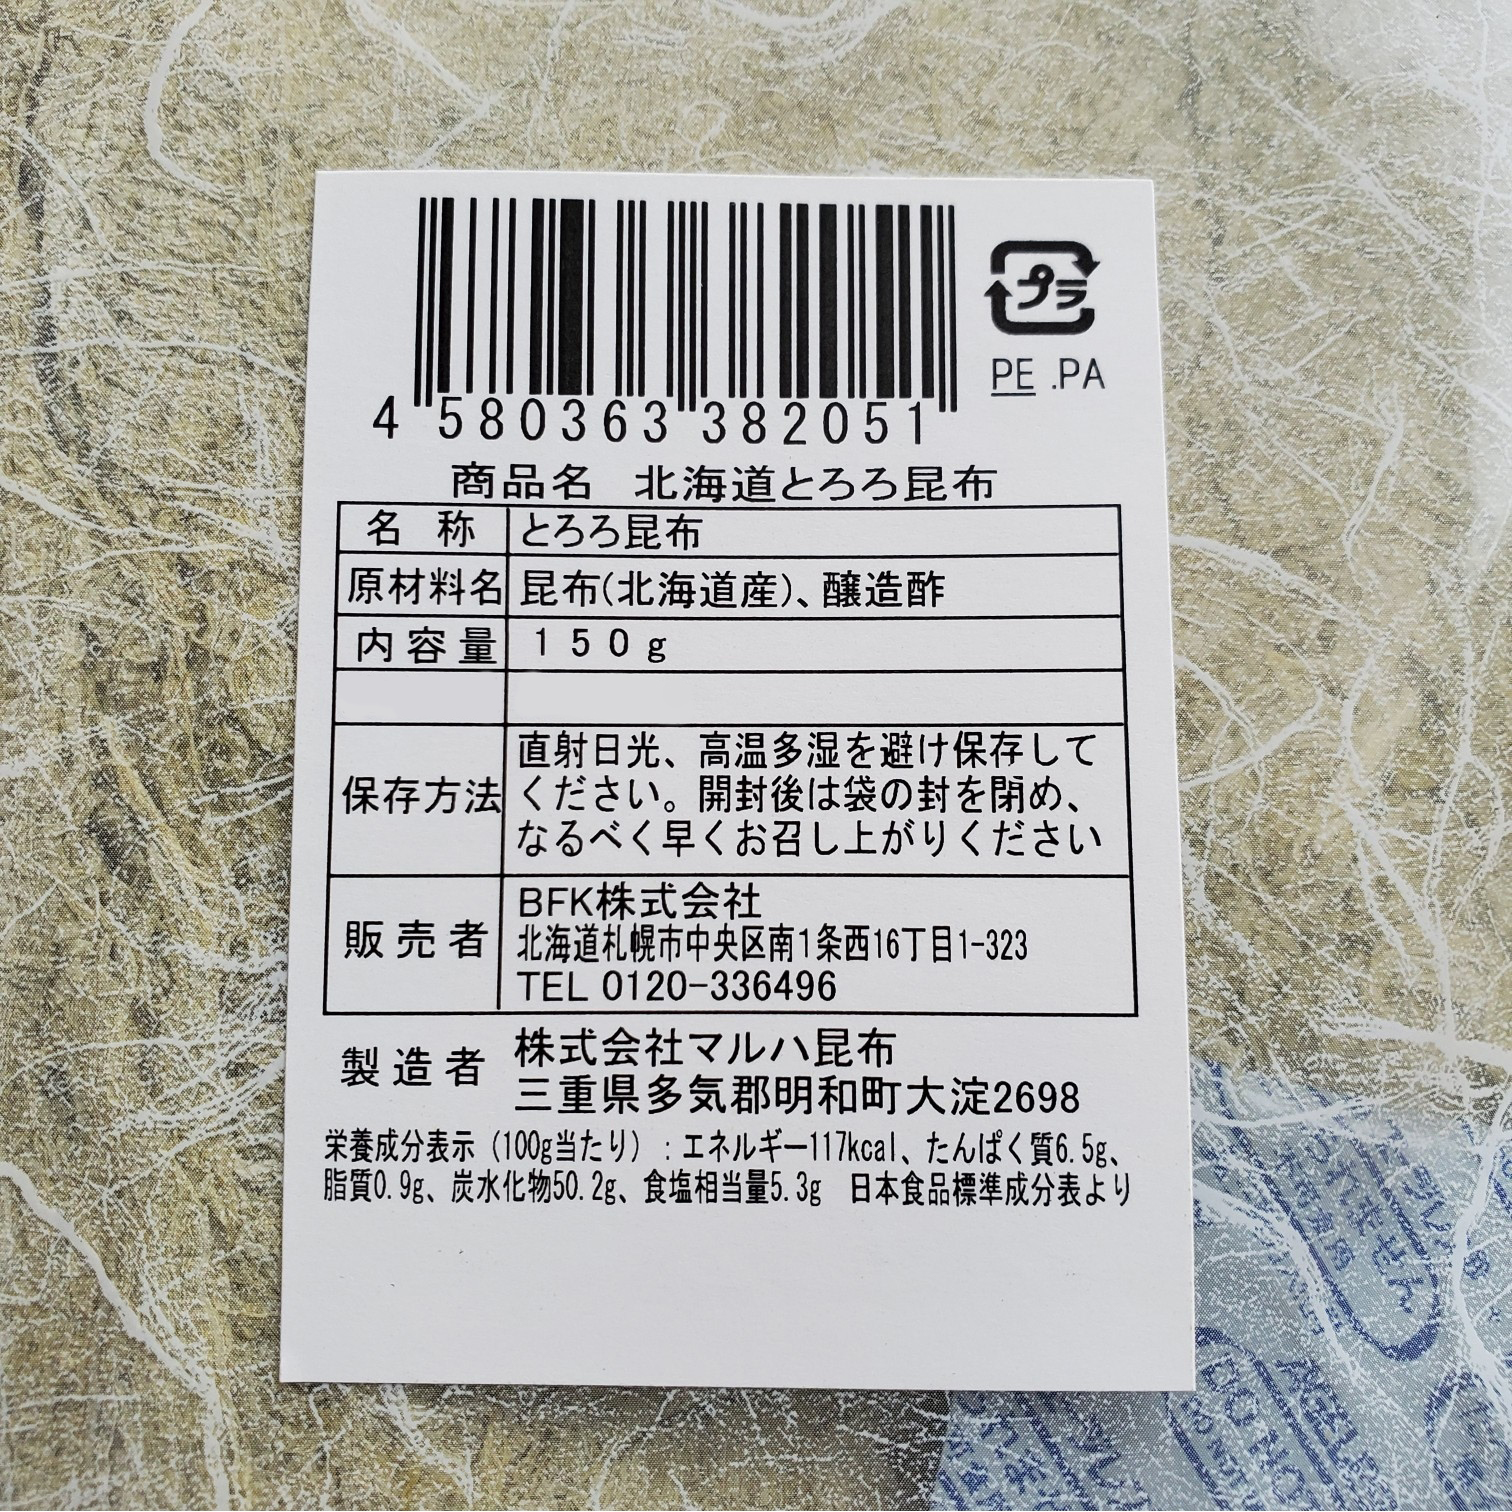 プラ
PE .PA
4 580363 382051
商品名 北海道とろろ昆布
名称 とろろ昆布
原材料名 昆布(北海道産)、醸造酢
内容量 150g
保存方法 直射日光、高温多湿を避け保存して
ください。開封後は袋の封を閉め、
なるべく早くお召し上がりください
販売者 BFK株式会社
北海道札幌市中央区南1条西16丁目1-323
TEL 0120-336496
製造者 株式会社マルハ昆布
三重県多気郡明和町大淀2698
栄養成分表示(100g当たり):エネルギー117kcal、たんぱく質6.5g、
脂質0.9g、炭水化物50.2g、食塩相当量5.3g 日本食品標準成分表より
DO NO